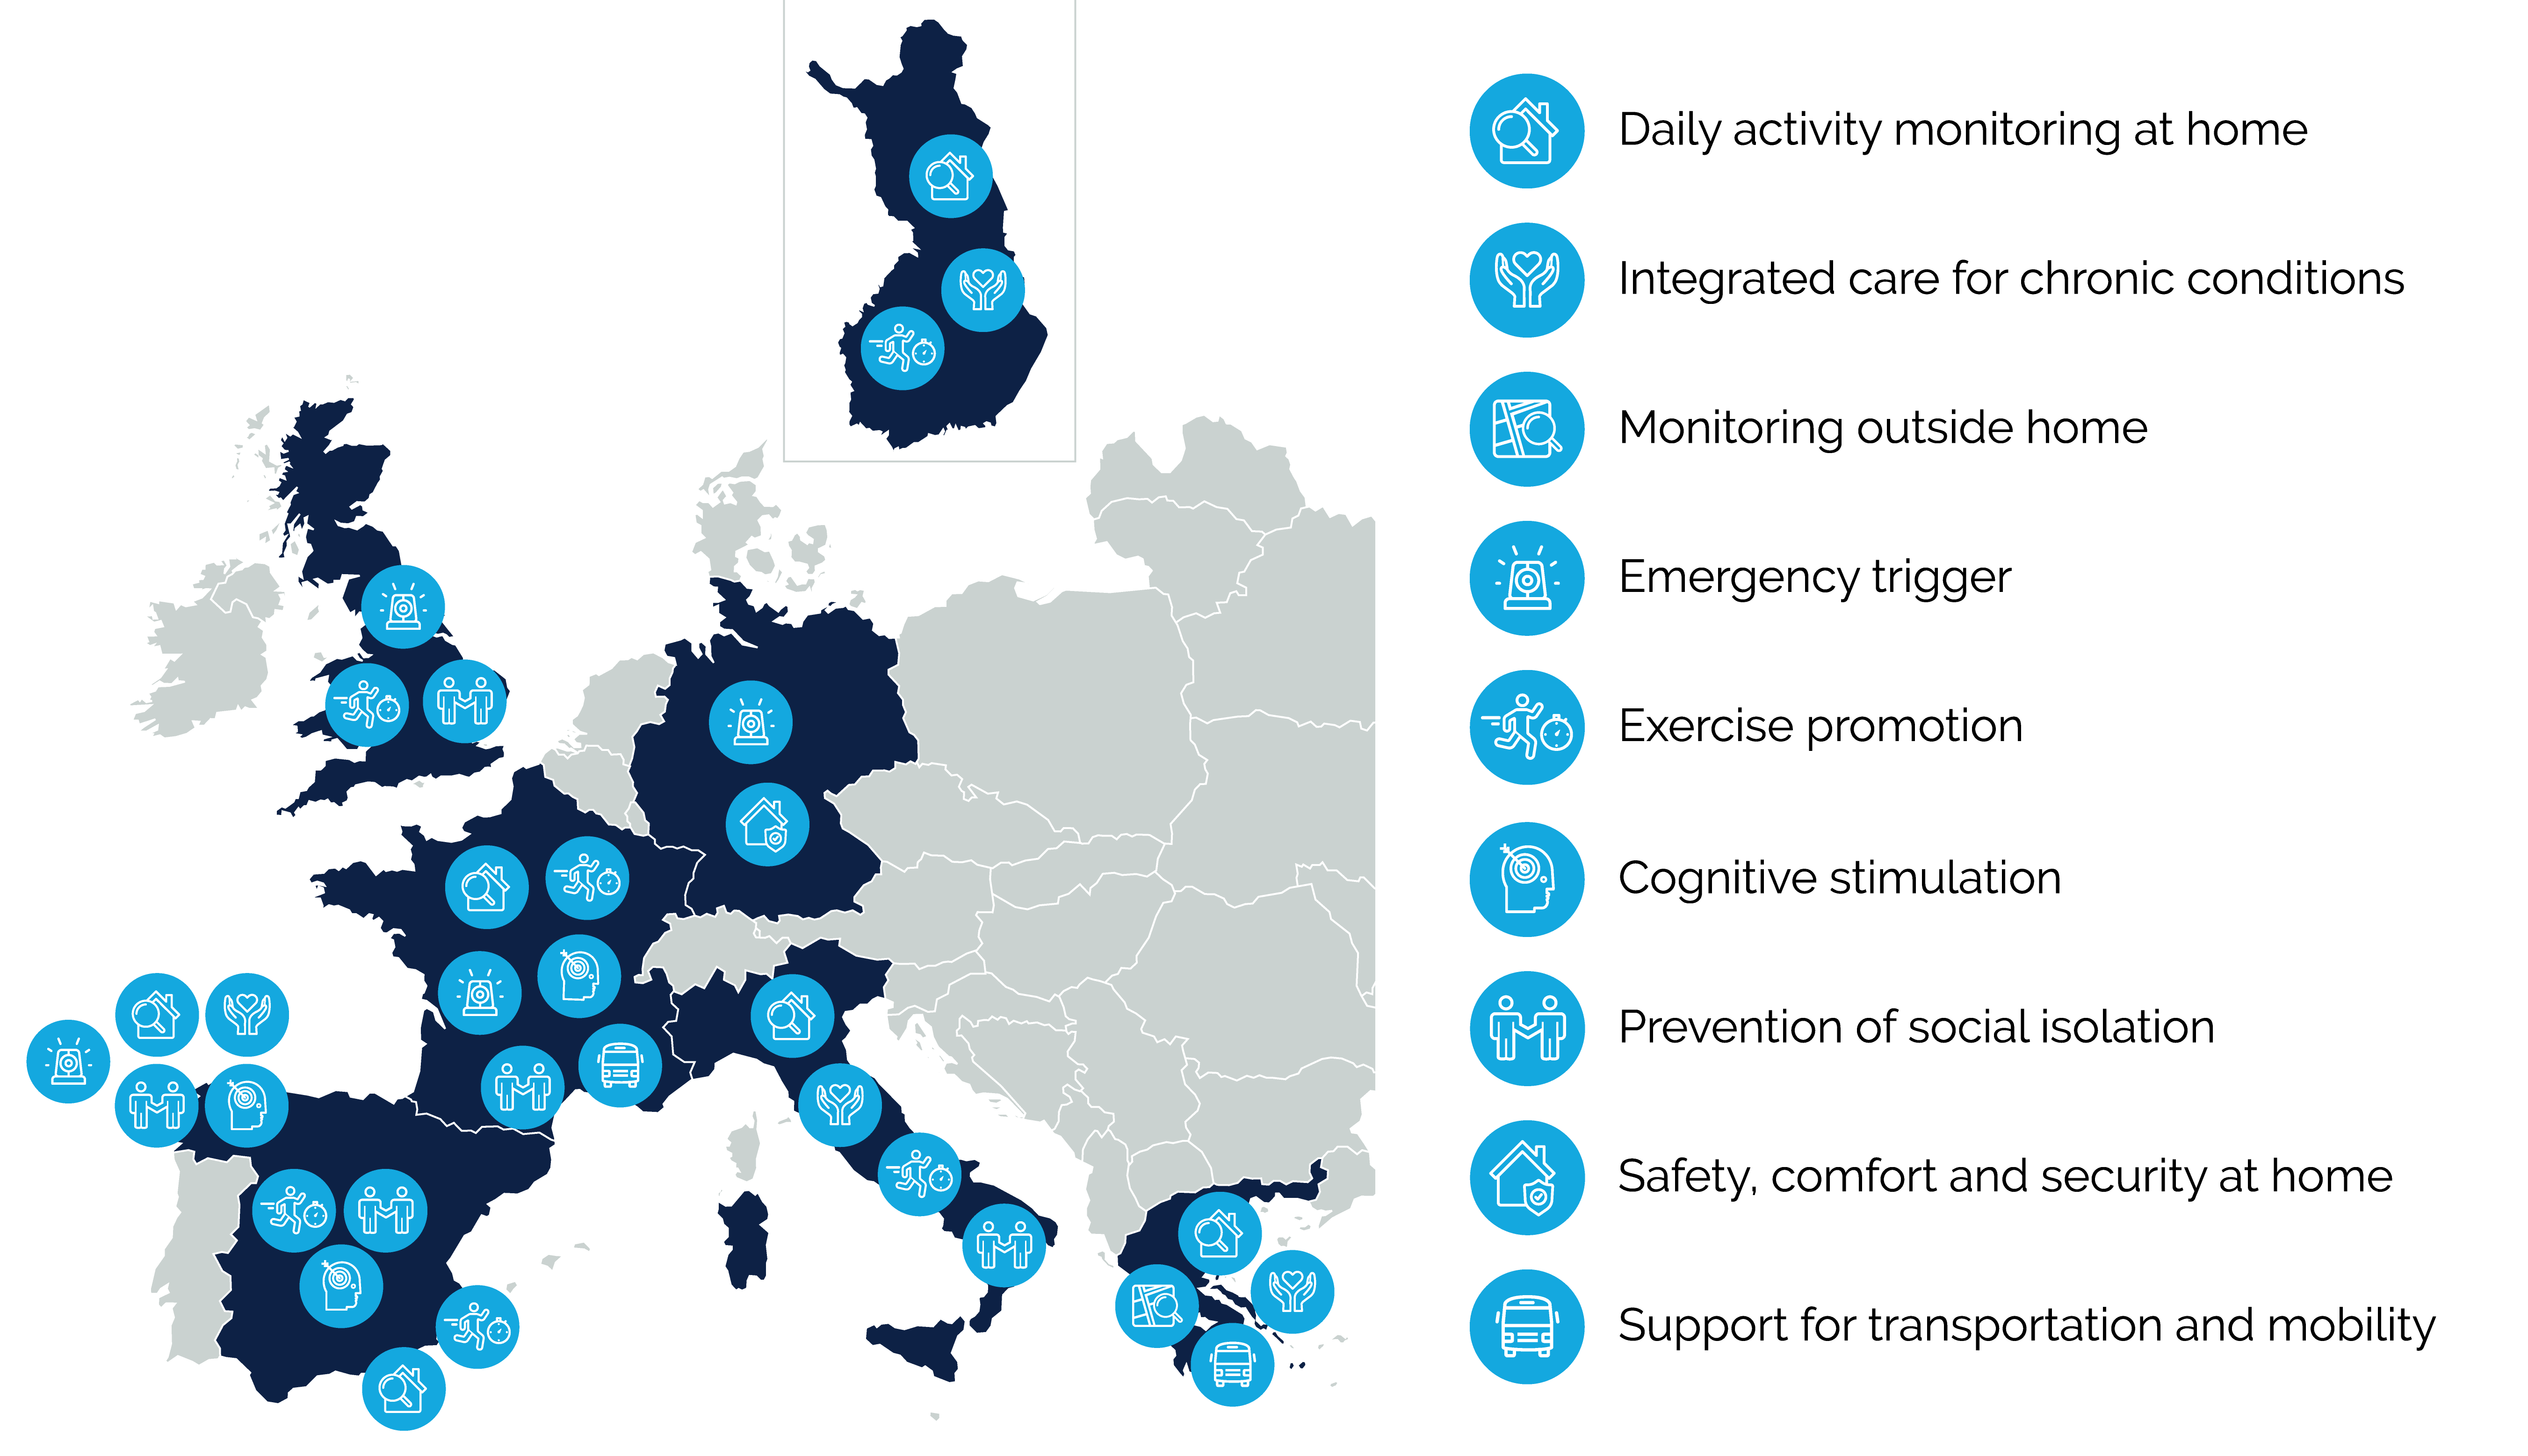 Daily activity monitoring at home
Integrated care for chronic conditions
Monitoring outside home
Emergency trigger
Exercise promotion
Cognitive stimulation
Prevention of social isolation
Safety, comfort and security at home
Support for transportation and mobility